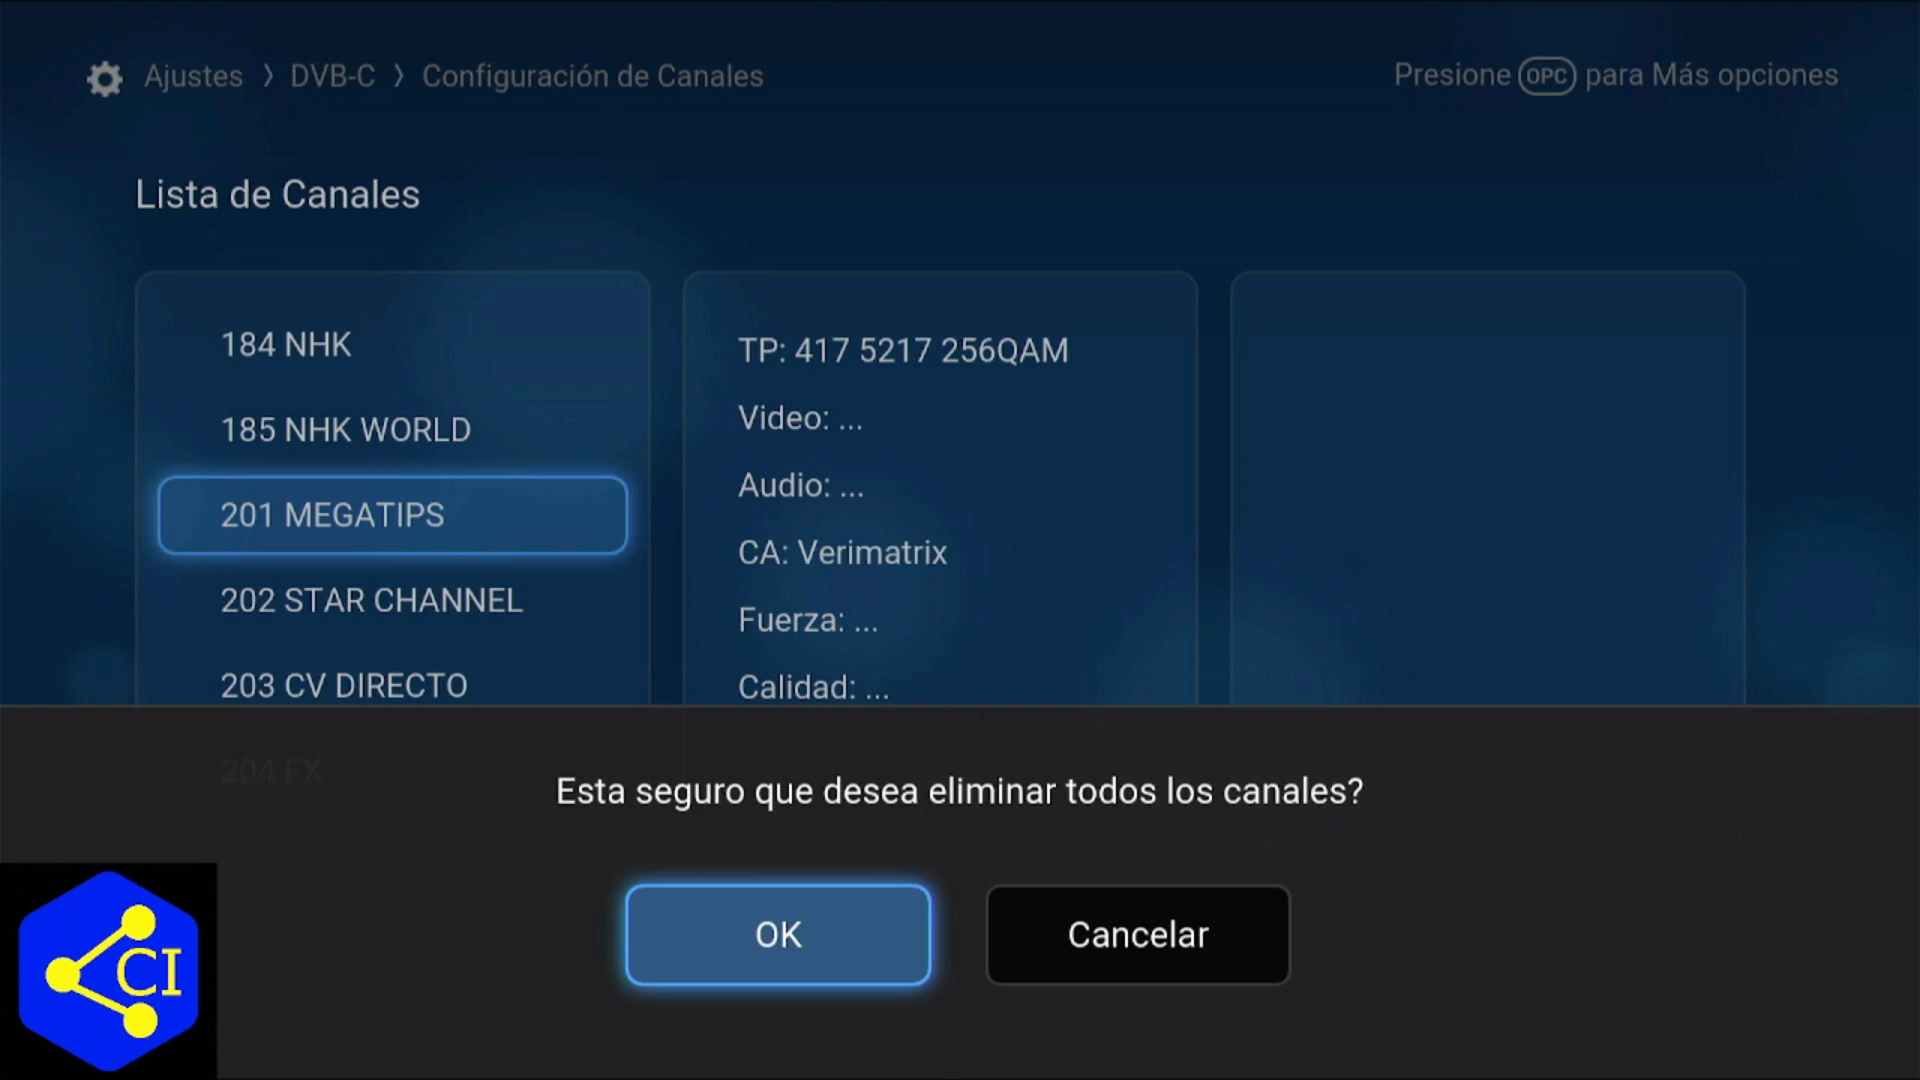 Ajustes 〉 DVB-C 〉 Configuración de Canales
Presione OPC para Más opciones
Lista de Canales
184 NHK
185 NHK WORLD
201 MEGATIPS
202 STAR CHANNEL
203 CV DIRECTO
204 FX
TP: 417 5217 256QAM
Video: ...
Audio: ...
CA: Verimatrix
Fuerza: ...
Calidad: ...
Esta seguro que desea eliminar todos los canales?
OK
Cancelar
CI